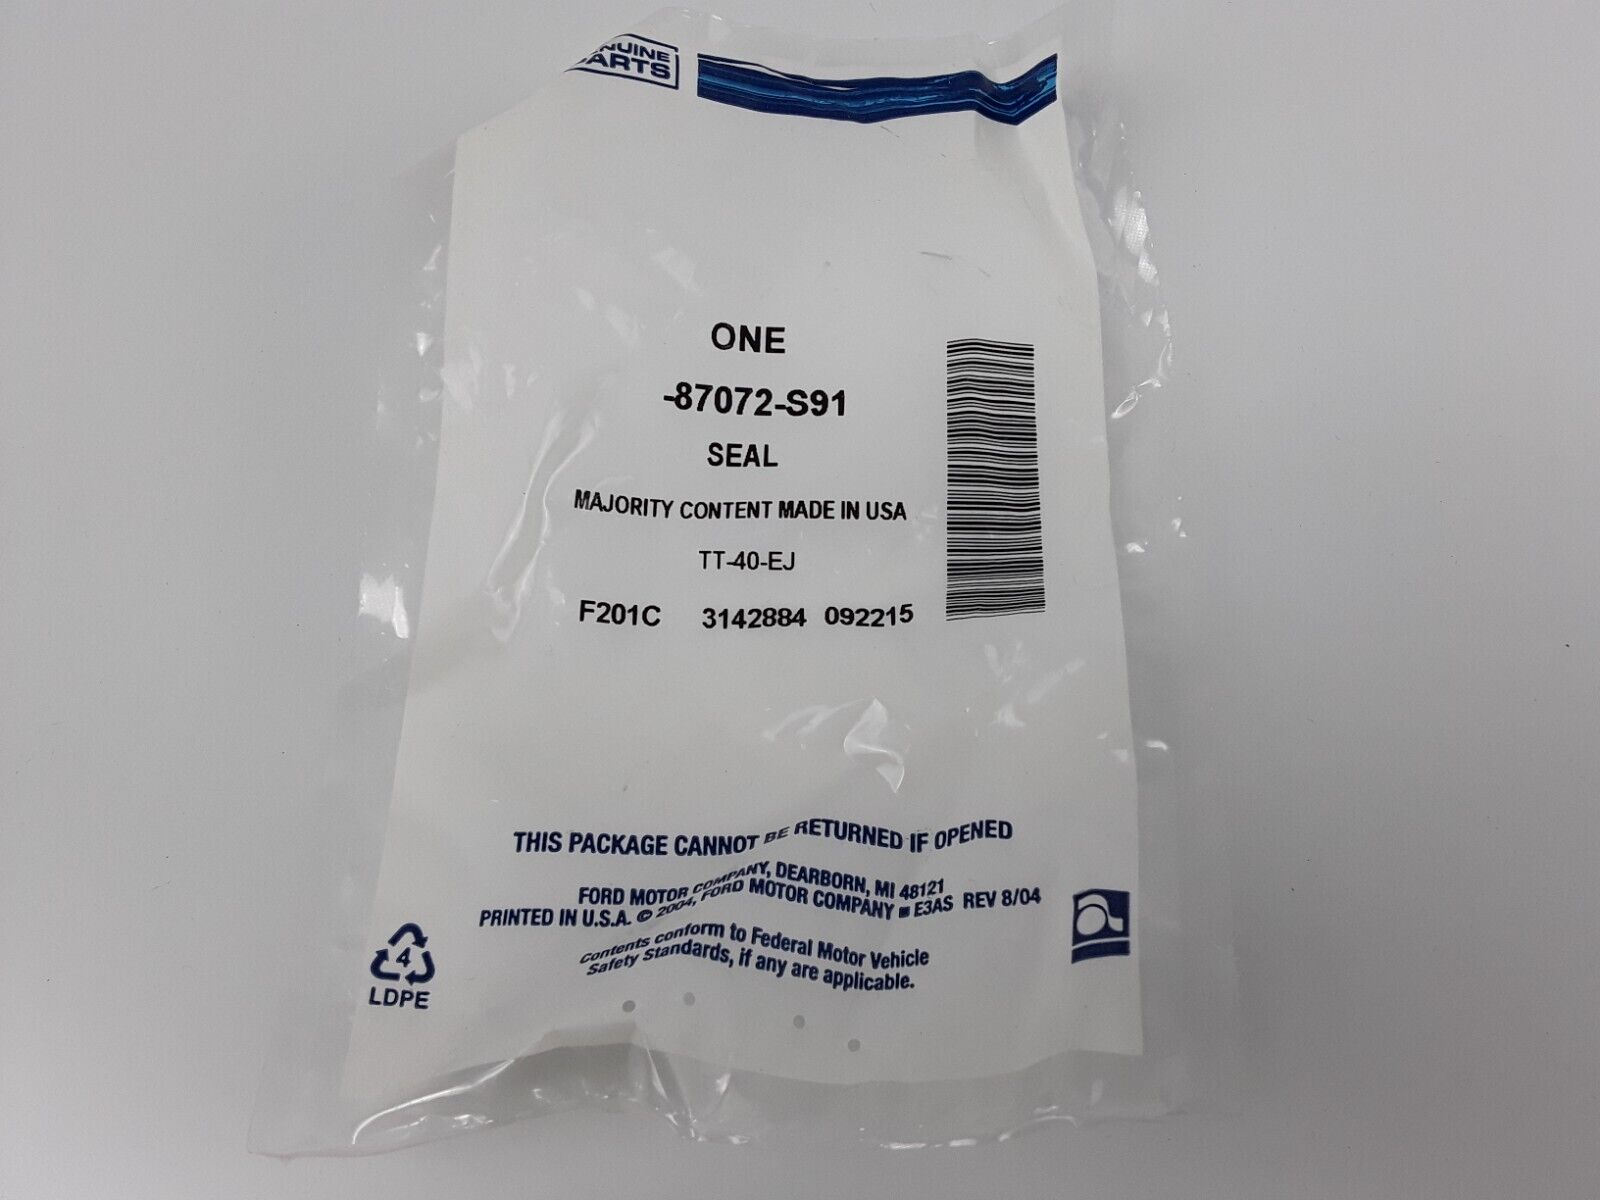 PARTS
ONE
-87072-S91
SEAL
MAJORITY CONTENT MADE IN USA
TT-40-EJ
F201C 3142884 092215
THIS PACKAGE CANNOT BE RETURNED IF OPENED
FORD MOTOR COMPANY, DEARBORN, MI 48121
PRINTED IN U.S.A. © 2004, FORD MOTOR COMPANY ■ E3AS REV 8/04
Contents conform to Federal Motor Vehicle
Safety Standards, if any are applicable.
4
LDPE